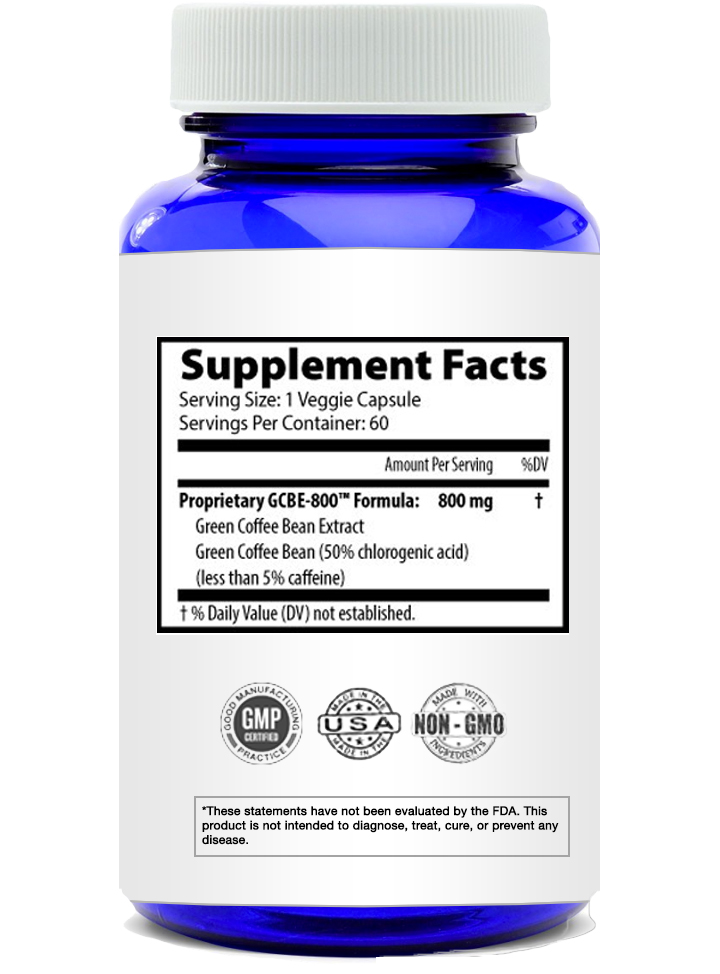 Supplement Facts
Serving Size: 1 Veggie Capsule
Servings Per Container: 60
Amount Per Serving %DV
Proprietary GCBE-800™ Formula: 800 mg †
Green Coffee Bean Extract
Green Coffee Bean (50% chlorogenic acid)
(less than 5% caffeine)
† % Daily Value (DV) not established.
GOOD MANUFACTURING
GMP
CERTIFIED
PRACTICE
MADE IN THE
USA
MADE IN THE
MADE WITH
NON-GMO
INGREDIENTS
*These statements have not been evaluated by the FDA. This
product is not intended to diagnose, treat, cure, or prevent any
disease.